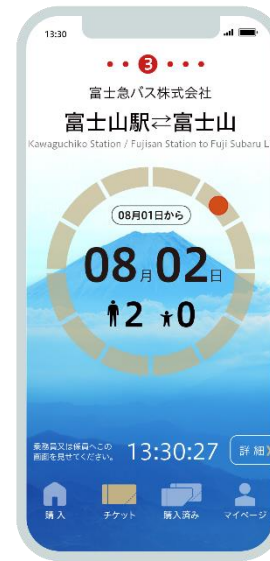 13:30
3
富士急バス株式会社
富士山駅⇄富士山
Kawaguchiko Station / Fujisan Station to Fuji Subaru L
08月01日から
08月02日
2 0
乗務員又は係員へこの
画面を見せてください。
13:30:27
詳細》
購入 チケット 購入済み マイページ